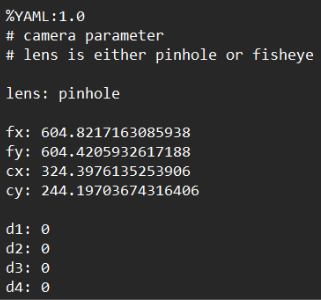 %YAML:1.0
# camera parameter
# lens is either pinhole or fisheye
lens: pinhole
fx: 604.8217163085938
fy: 604.4205932617188
cx: 324.3976135253906
cy: 244.19703674316406
d1: 0
d2: 0
d3: 0
d4: 0